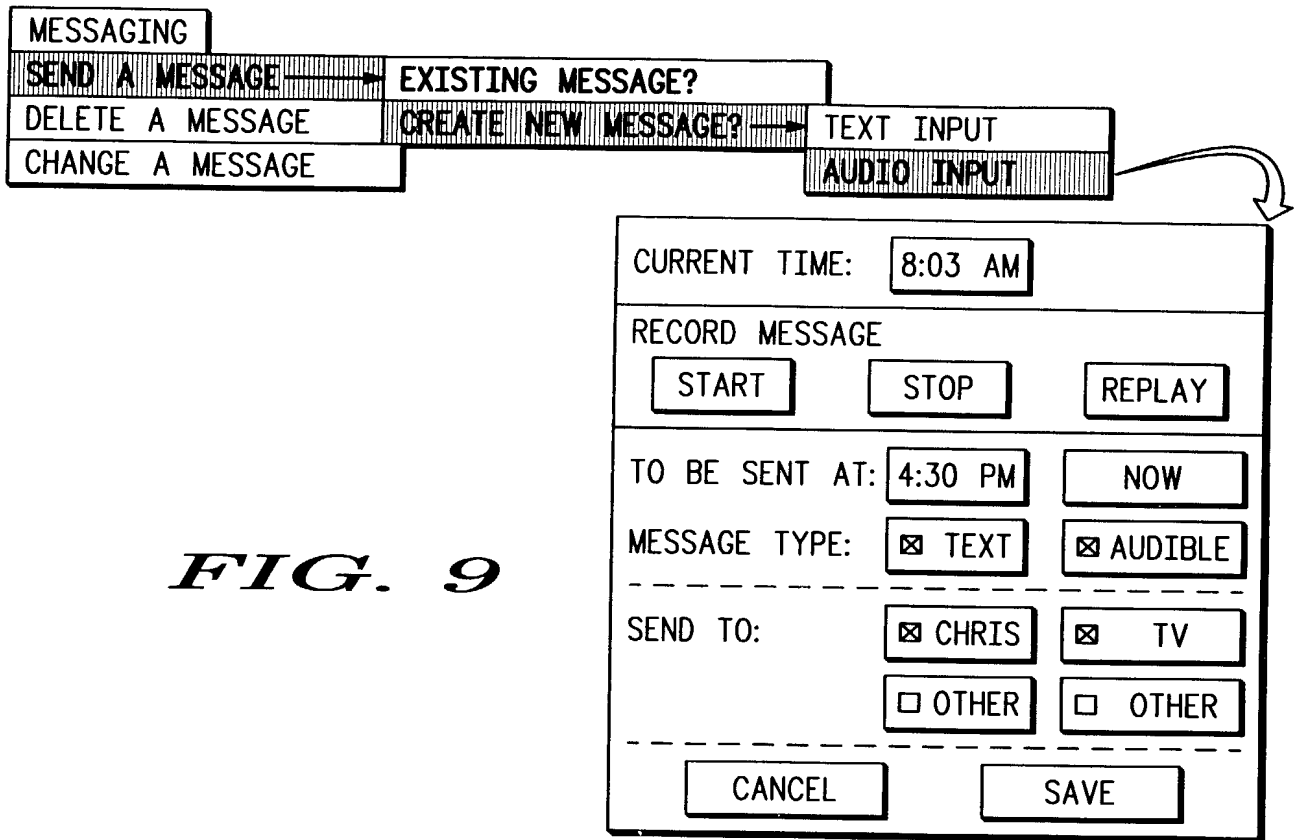 MESSAGING
SEND A MESSAGE
EXISTING MESSAGE?
DELETE A MESSAGE
CREATE NEW MESSAGE?
TEXT INPUT
CHANGE A MESSAGE
AUDIO INPUT
CURRENT TIME: 8:03 AM
RECORD MESSAGE
START STOP REPLAY
TO BE SENT AT: 4:30 PM NOW
MESSAGE TYPE: ☒ TEXT ☒ AUDIBLE
SEND TO: ☒ CHRIS ☒ TV
☐ OTHER ☐ OTHER
CANCEL SAVE
FIG. 9